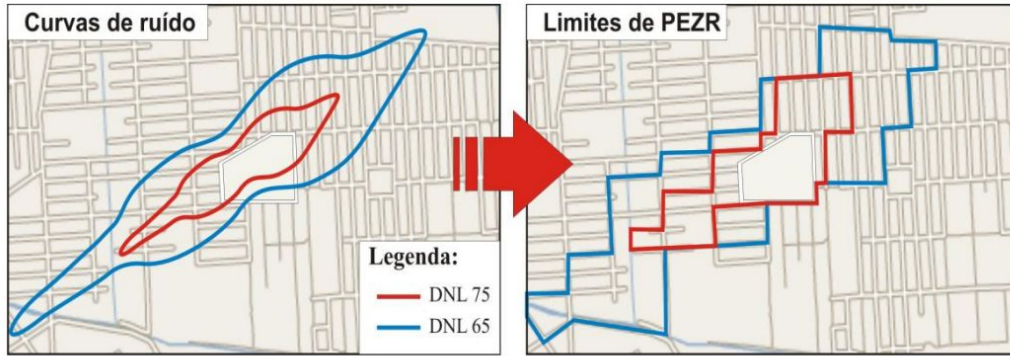 Curvas de ruído
Limites de PEZR
Legenda:
DNL 75
DNL 65